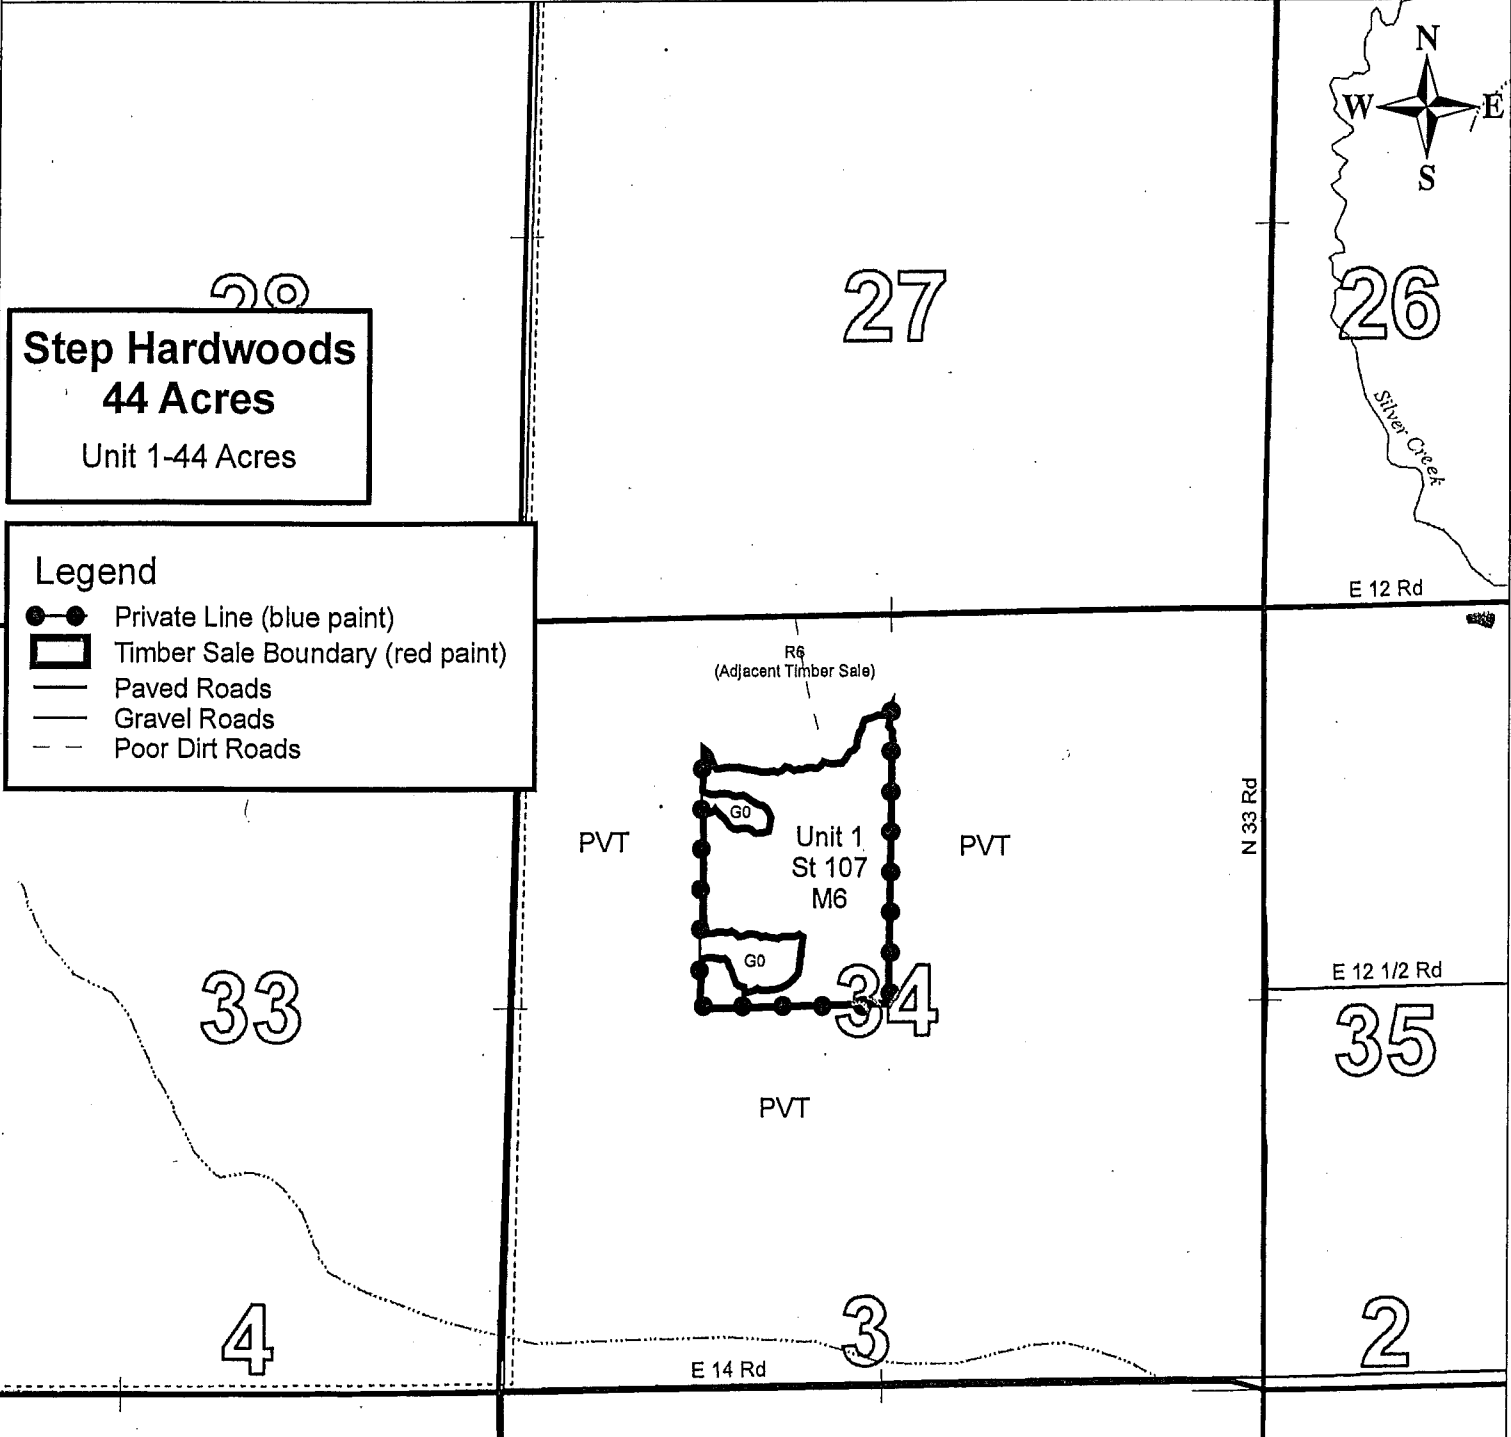 N
W E
S
28
27
26
Step Hardwoods
44 Acres
Unit 1-44 Acres
Silver Creek
Legend
Private Line (blue paint)
Timber Sale Boundary (red paint)
Paved Roads
Gravel Roads
Poor Dirt Roads
E 12 Rd
R6
(Adjacent Timber Sale)
G0
PVT
Unit 1
St 107
M6
PVT
N 33 Rd
G0
E 12 1/2 Rd
33
34
35
PVT
4
3
2
E 14 Rd